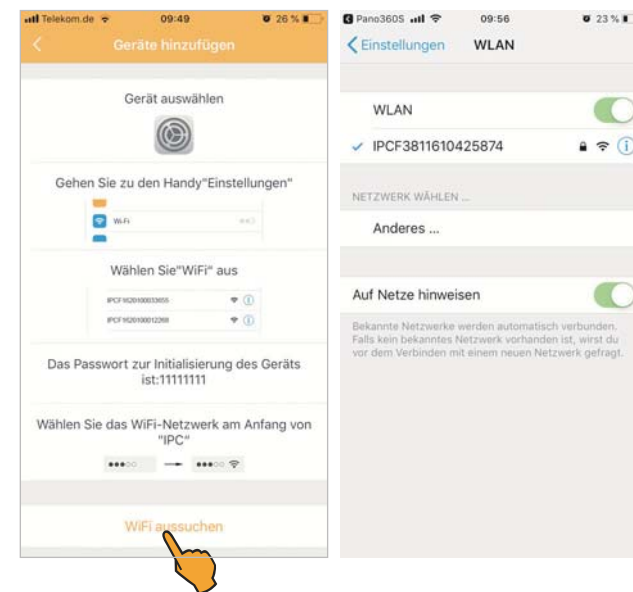 Telekom.de 09:49 26 %
Geräte hinzufügen
Gerät auswählen
Gehen Sie zu den Handy"Einstellungen"
Wi-Fi
Wählen Sie"WiFi" aus
IPCF1620100033655
IPCF1620100012268
Das Passwort zur Initialisierung des Geräts
ist:11111111
Wählen Sie das WiFi-Netzwerk am Anfang von
"IPC"
WiFi aussuchen
Pano360S 09:56 23 %
Einstellungen WLAN
WLAN
IPCF3811610425874
NETZWERK WÄHLEN ...
Anderes ...
Auf Netze hinweisen
Bekannte Netzwerke werden automatisch verbunden.
Falls kein bekanntes Netzwerk vorhanden ist, wirst du
vor dem Verbinden mit einem neuen Netzwerk gefragt.